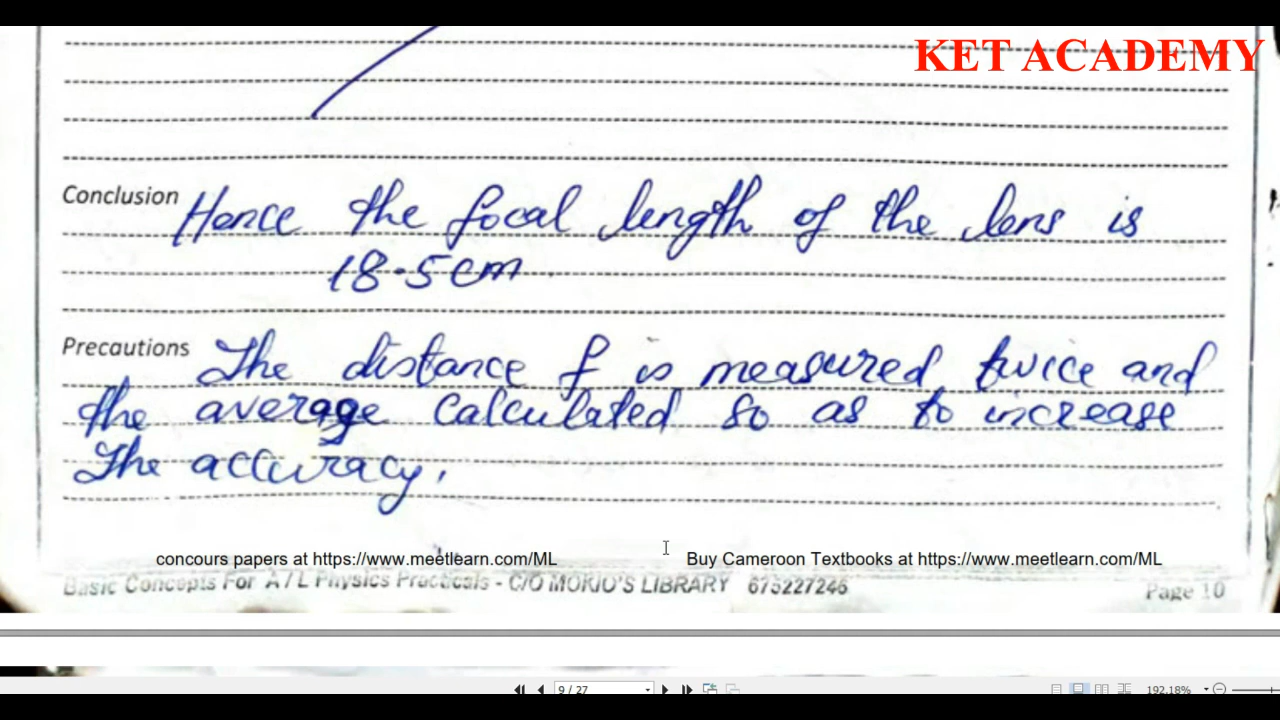 KET ACADEMY
Conclusion Hence the focal length of the lens is
18.5cm
Precautions The distance f is measured twice and
the average calculated so as to increase
The accuracy.
concours papers at https://www.meetlearn.com/ML Buy Cameroon Textbooks at https://www.meetlearn.com/ML
Basic Concepts For A/L Physics Practicals - C/O MOKIO'S LIBRARY 675227246 Page 10
9 / 27 192.18%